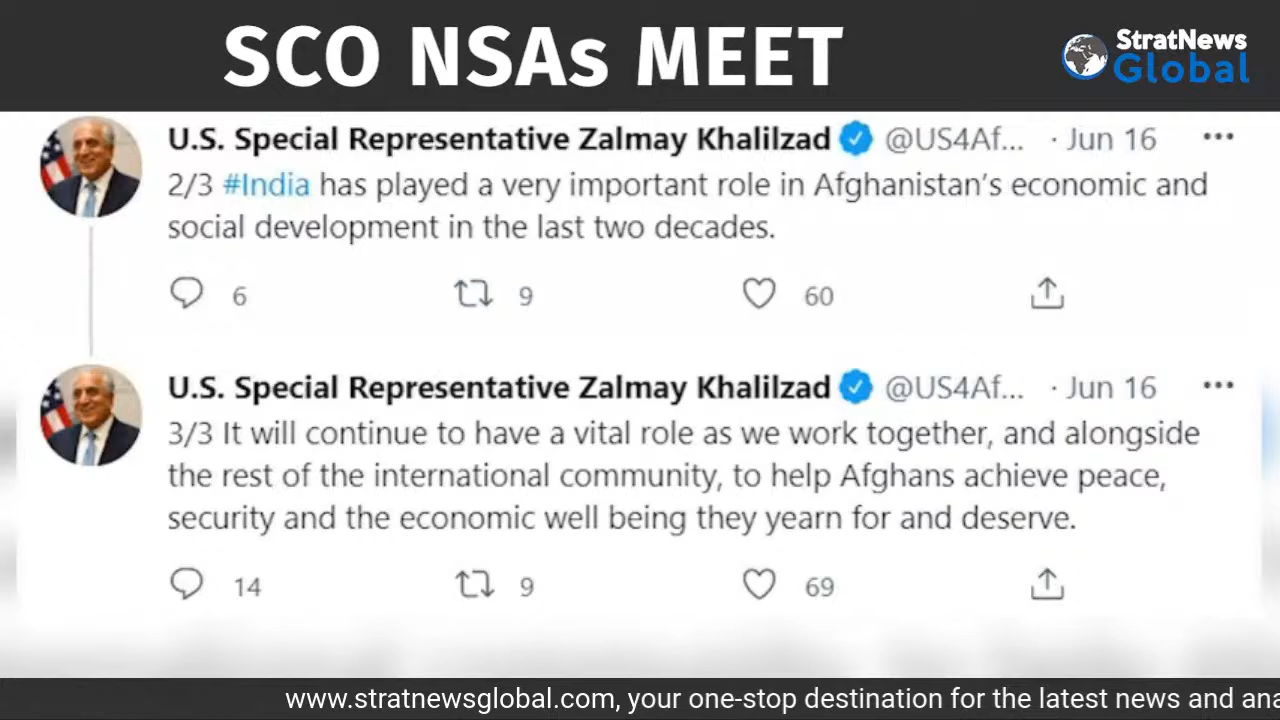 SCO NSAs MEET
StratNews
Global
U.S. Special Representative Zalmay Khalilzad @US4Af... · Jun 16
2/3 #India has played a very important role in Afghanistan's economic and
social development in the last two decades.
6 9 60
U.S. Special Representative Zalmay Khalilzad @US4Af... · Jun 16
3/3 It will continue to have a vital role as we work together, and alongside
the rest of the international community, to help Afghans achieve peace,
security and the economic well being they yearn for and deserve.
14 9 69
www.stratnewsglobal.com, your one-stop destination for the latest news and ana